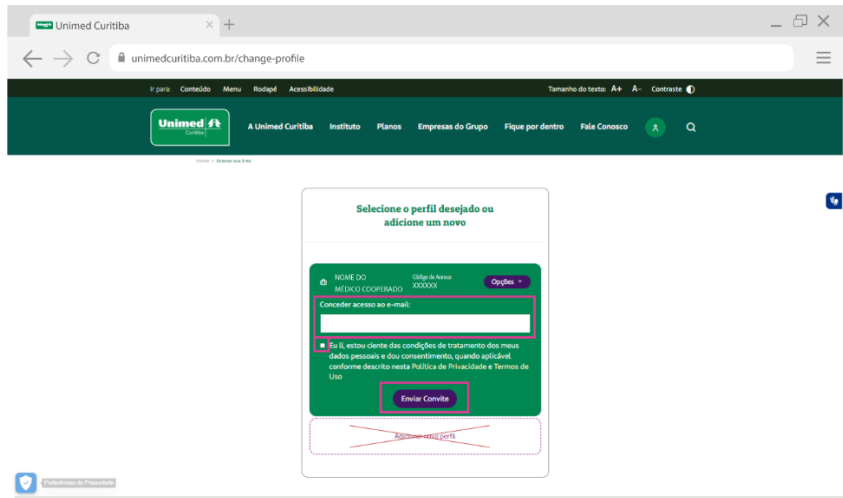 Unimed Curitiba
unimedcuritiba.com.br/change-profile
Ir para: Conteúdo Menu Rodapé Acessibilidade Tamanho do texto: A+ A- Contraste
Unimed
Curitiba
A Unimed Curitiba Instituto Planos Empresas do Grupo Fique por dentro Fale Conosco
Home > Acesse sua área
Selecione o perfil desejado ou
adicione um novo
NOME DO
MÉDICO COOPERADO
Código de Acesso:
XXXXXX
Opções
Conceder acesso ao e-mail:
Eu li, estou ciente das condições de tratamento dos meus
dados pessoais e dou consentimento, quando aplicável
conforme descrito nesta Política de Privacidade e Termos de
Uso
Enviar Convite
Adicionar novo perfil
Preferências de Privacidade